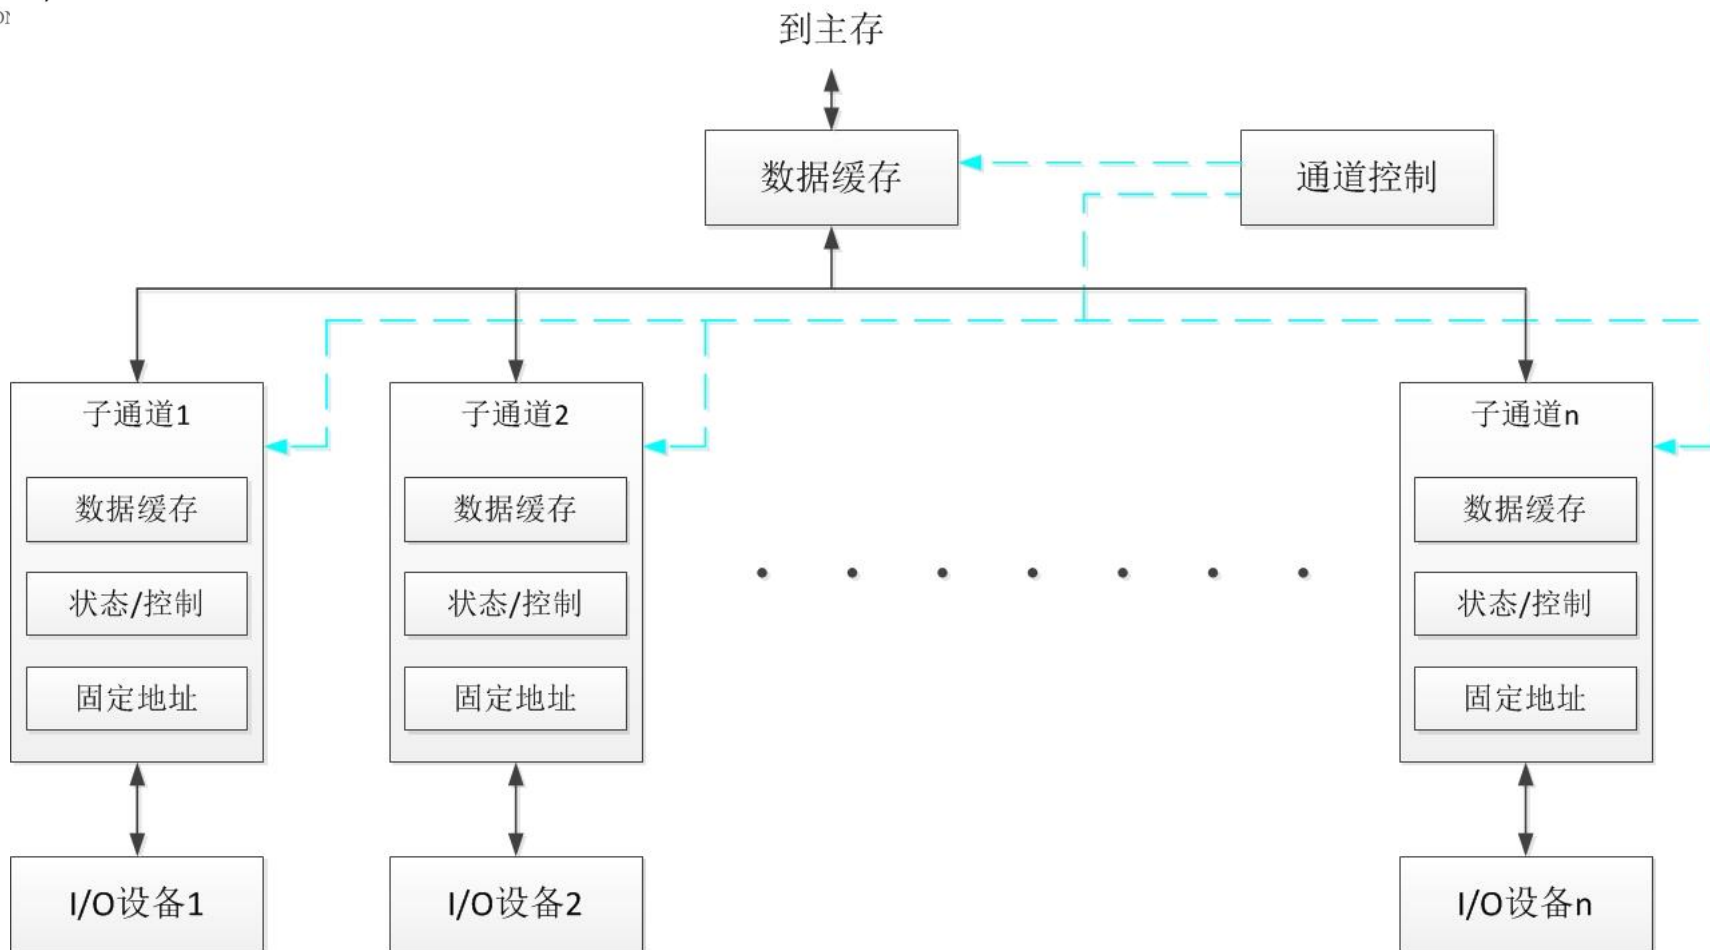 到主存
数据缓存
通道控制
子通道1
子通道2
子通道n
数据缓存
数据缓存
数据缓存
状态/控制
状态/控制
状态/控制
固定地址
固定地址
固定地址
I/O设备1
I/O设备2
I/O设备n